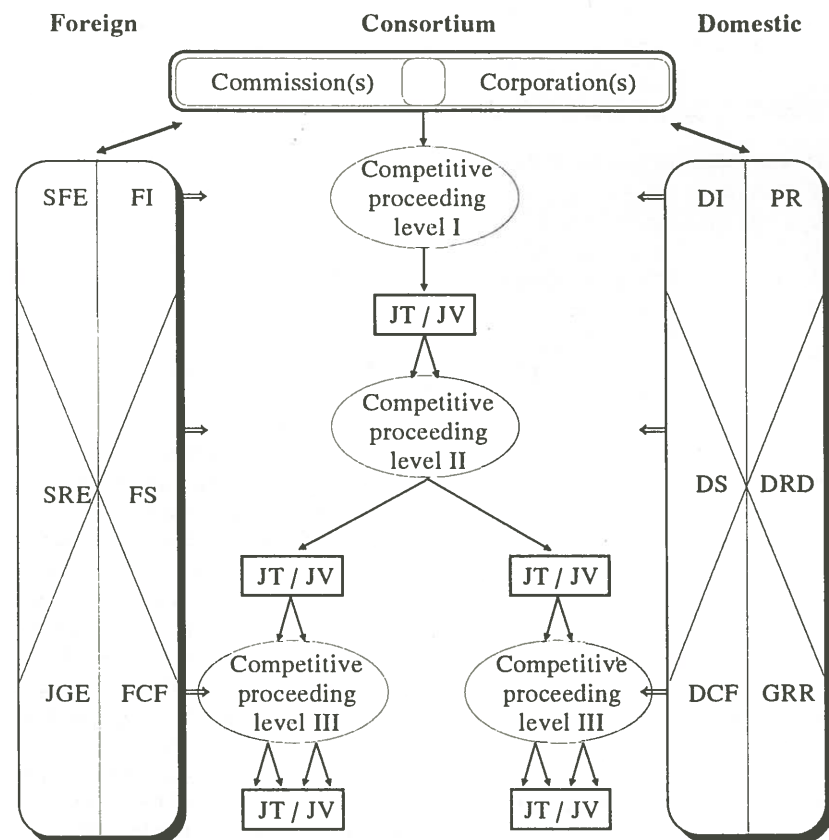 Foreign Consortium Domestic
Commission(s) Corporation(s)
SFE FI
Competitive
proceeding
level I
DI PR
JT / JV
Competitive
proceeding
level II
SRE FS
DS DRD
JT / JV JT / JV
JGE FCF
Competitive
proceeding
level III
Competitive
proceeding
level III
DCF GRR
JT / JV JT / JV